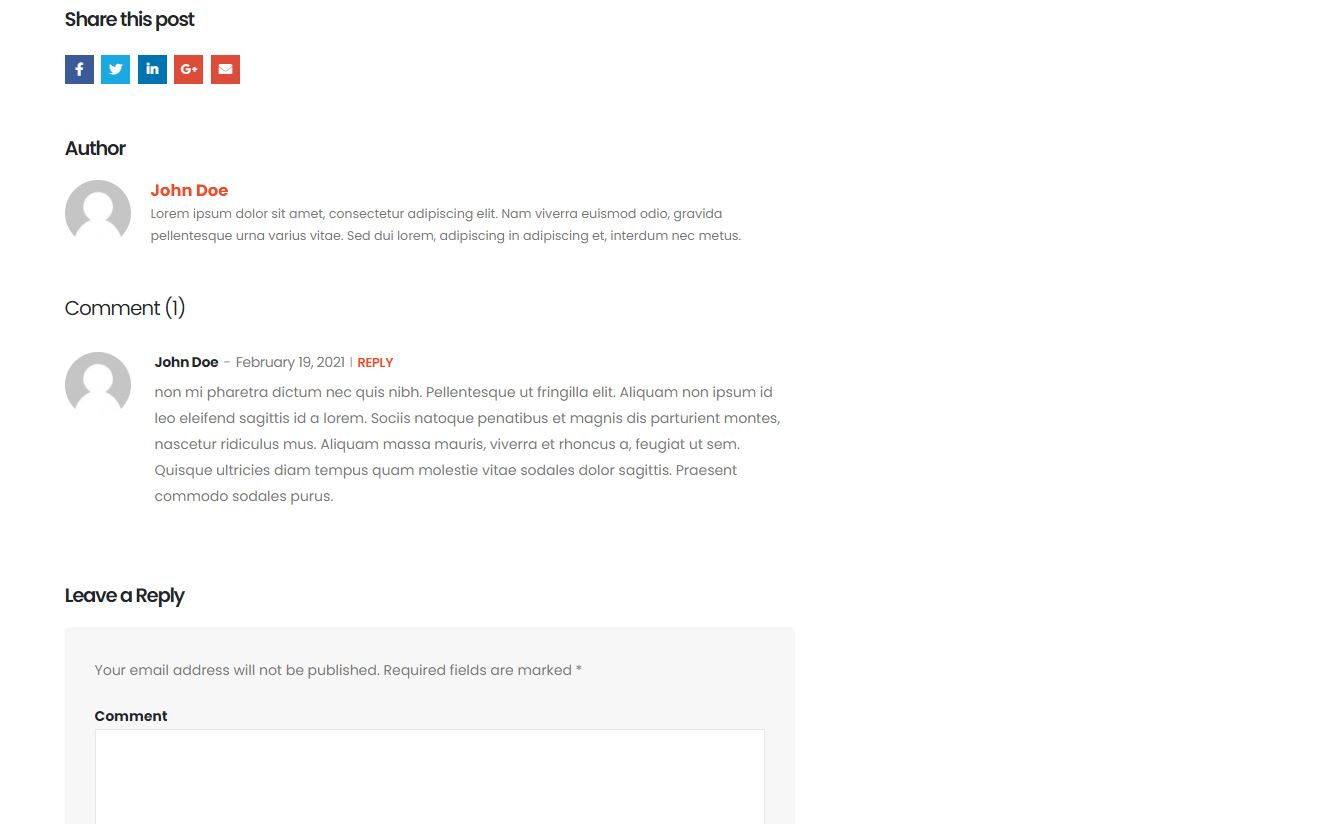 Share this post
Author
John Doe
Lorem ipsum dolor sit amet, consectetur adipiscing elit. Nam viverra euismod odio, gravida
pellentesque urna varius vitae. Sed dui lorem, adipiscing in adipiscing et, interdum nec metus.
Comment (1)
John Doe - February 19, 2021 | REPLY
non mi pharetra dictum nec quis nibh. Pellentesque ut fringilla elit. Aliquam non ipsum id
leo eleifend sagittis id a lorem. Sociis natoque penatibus et magnis dis parturient montes,
nascetur ridiculus mus. Aliquam massa mauris, viverra et rhoncus a, feugiat ut sem.
Quisque ultricies diam tempus quam molestie vitae sodales dolor sagittis. Praesent
commodo sodales purus.
Leave a Reply
Your email address will not be published. Required fields are marked *
Comment